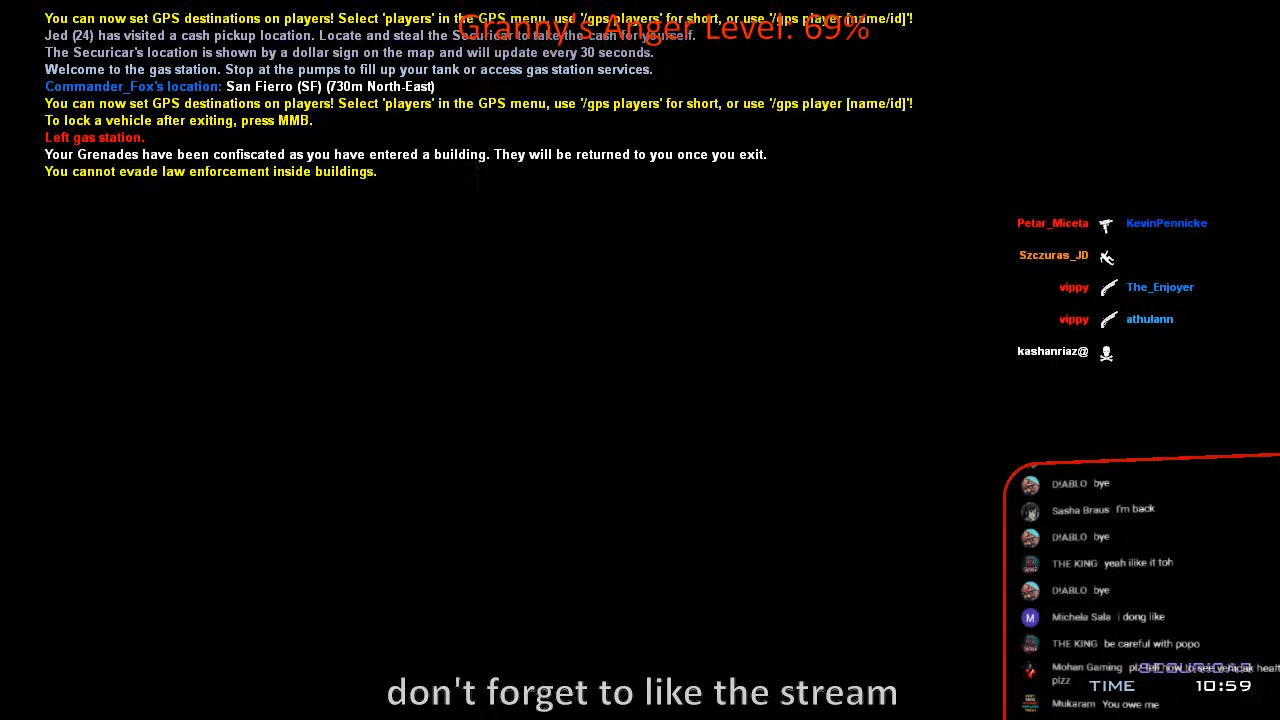 You can now set GPS destinations on players! Select 'players' in the GPS menu, use '/gps players' for short, or use '/gps player [name/id]'!
Granny's Anger Level: 69%
Jed (24) has visited a cash pickup location. Locate and steal the Securicar to take the cash for yourself.
The Securicar's location is shown by a dollar sign on the map and will update every 30 seconds.
Welcome to the gas station. Stop at the pumps to fill up your tank or access gas station services.
Commander_Fox's location: San Fierro (SF) (730m North-East)
You can now set GPS destinations on players! Select 'players' in the GPS menu, use '/gps players' for short, or use '/gps player [name/id]'!
To lock a vehicle after exiting, press MMB.
Left gas station.
Your Grenades have been confiscated as you have entered a building. They will be returned to you once you exit.
You cannot evade law enforcement inside buildings.
Petar_Miceta KevinPennicke
Szczuras_JD
vippy The_Enjoyer
vippy athulann
kashanriaz@
D!ABLO bye
Sasha Braus I'm back
D!ABLO bye
THE KING yeah ilike it toh
D!ABLO bye
M Michela Sala i dong like
THE KING be careful with popo
Mohan Gaming plz tell how to see
plzz
TIME 10:59
Mukaram You owe me
don't forget to like the stream